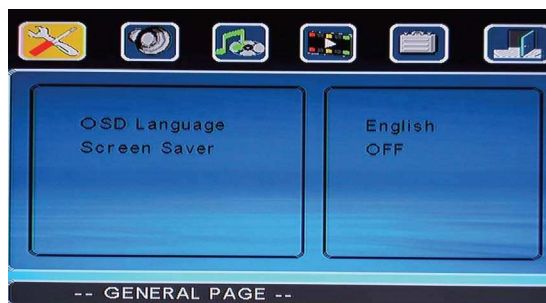 OSD Language
English
Screen Saver
OFF
-- GENERAL PAGE --